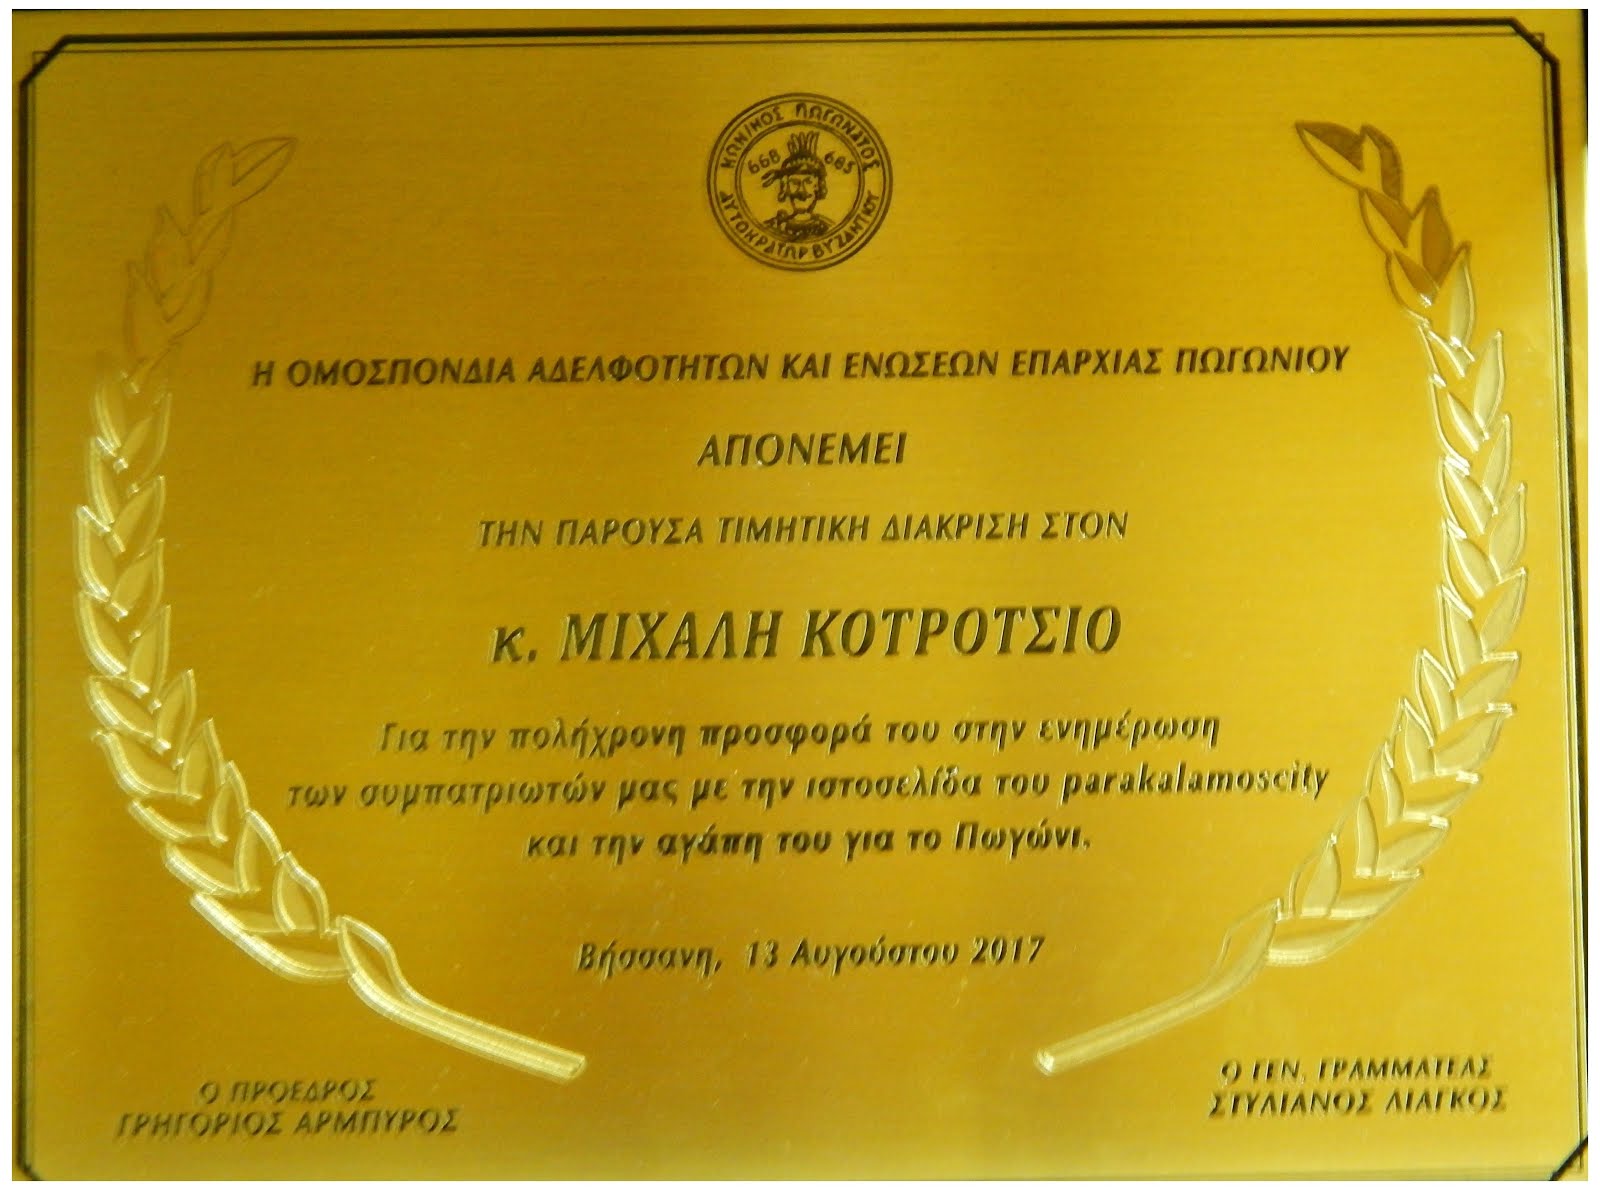 ΚΩΝ/ΝΟΣ ΠΩΓΩΝΑΤΟΣ
668 685
ΑΥΤΟΚΡΑΤΩΡ ΒΥΖΑΝΤΙΟΥ
Η ΟΜΟΣΠΟΝΔΙΑ ΑΔΕΛΦΟΤΗΤΩΝ ΚΑΙ ΕΝΩΣΕΩΝ ΕΠΑΡΧΙΑΣ ΠΩΓΩΝΙΟΥ
ΑΠΟΝΕΜΕΙ
ΤΗΝ ΠΑΡΟΥΣΑ ΤΙΜΗΤΙΚΗ ΔΙΑΚΡΙΣΗ ΣΤΟΝ
κ. ΜΙΧΑΛΗ ΚΟΤΡΟΤΣΙΟ
Για την πολήχρονη προσφορά του στην ενημέρωση
των συμπατριωτών μας με την ιστοσελίδα του parakalamoscity
και την αγάπη του για το Πωγώνι.
Βήσσανη, 13 Αυγούστου 2017
Ο ΠΡΟΕΔΡΟΣ
ΓΡΗΓΟΡΙΟΣ ΑΡΜΠΥΡΟΣ
Ο ΓΕΝ. ΓΡΑΜΜΑΤΕΑΣ
ΣΤΥΛΙΑΝΟΣ ΛΙΑΓΚΟΣ